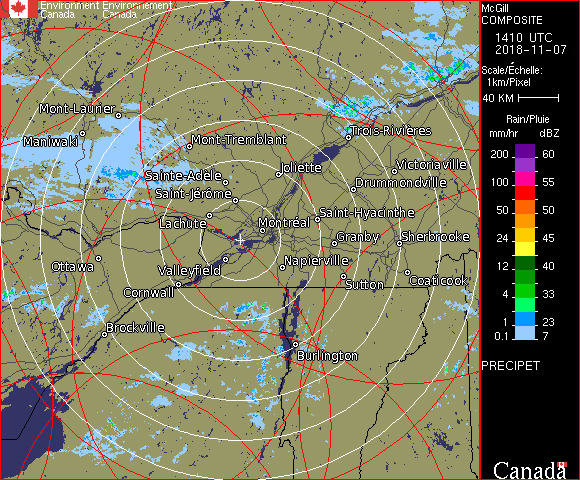 Environment Environnement
Canada Canada
McGill
COMPOSITE
1410 UTC
2018-11-07
Scale/Échelle:
1km/Pixel
40 KM
Rain/Pluie
mm/hr dBZ
200 60
100 55
50 50
24 45
12 40
4 33
1 23
0.1 7
PRECIPET
Canada
Mont-Laurier
Maniwaki
Mont-Tremblant
Trois-Rivières
Sainte-Adèle
Joliette
Victoriaville
Saint-Jérôme
Drummondville
Lachute
Montréal
Saint-Hyacinthe
Granby
Sherbrooke
Ottawa
Valleyfield
Napierville
Cornwall
Sutton
Coaticook
Brockville
Burlington